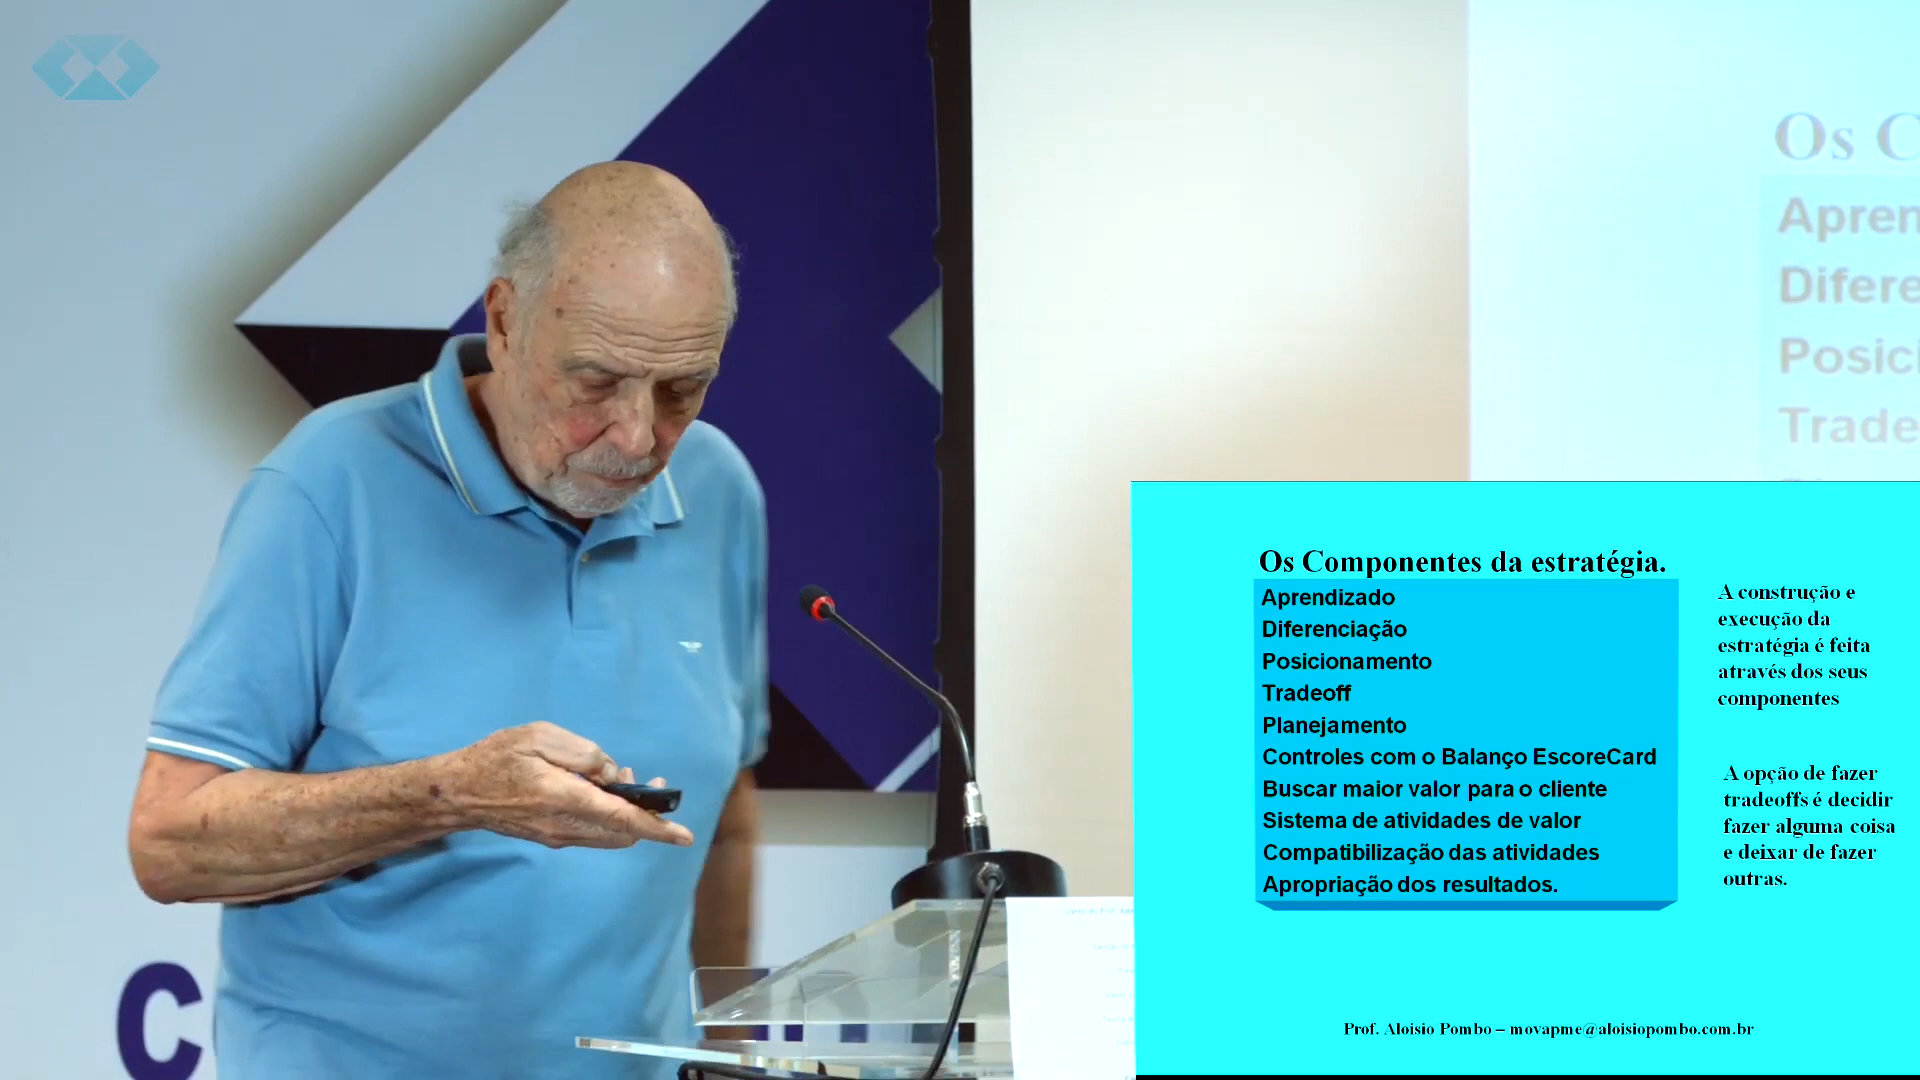 Os C
Apren
Difere
Posici
Trade
Os Componentes da estratégia.
Aprendizado
Diferenciação
Posicionamento
Tradeoff
Planejamento
Controles com o Balanço EscoreCard
Buscar maior valor para o cliente
Sistema de atividades de valor
Compatibilização das atividades
Apropriação dos resultados.
A construção e
execução da
estratégia é feita
através dos seus
componentes
A opção de fazer
tradeoffs é decidir
fazer alguma coisa
e deixar de fazer
outras.
Prof. Aloisio Pombo – movapme@aloisiopombo.com.br
C